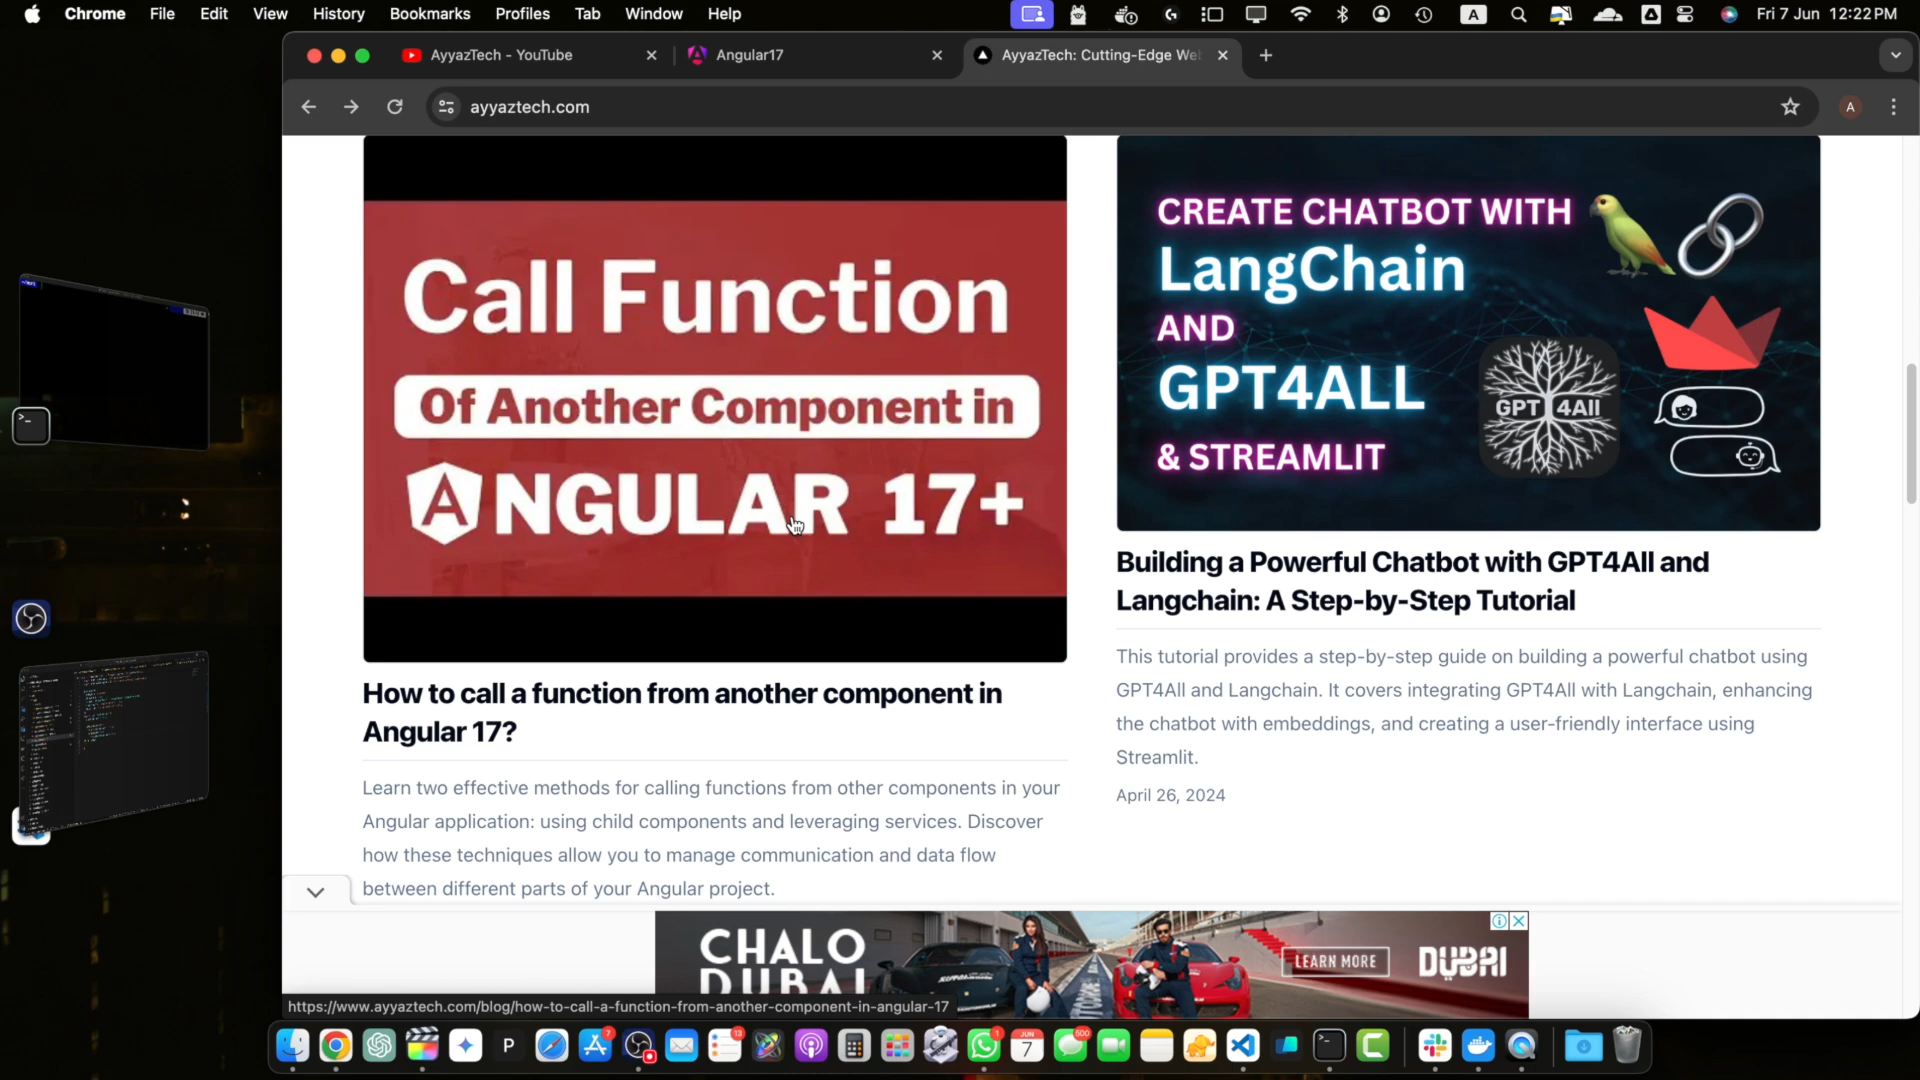 Chrome File Edit View History Bookmarks Profiles Tab Window Help
A
Fri 7 Jun 12:22 PM
AyyazTech - YouTube
Angular17
AyyazTech: Cutting-Edge We
ayyaztech.com
A
Call Function
Of Another Component in
ANGULAR 17+
How to call a function from another component in
Angular 17?
Learn two effective methods for calling functions from other components in your
Angular application: using child components and leveraging services. Discover
how these techniques allow you to manage communication and data flow
between different parts of your Angular project.
CREATE CHATBOT WITH
LangChain
AND
GPT4ALL
& STREAMLIT
GPT 4All
Building a Powerful Chatbot with GPT4All and
Langchain: A Step-by-Step Tutorial
This tutorial provides a step-by-step guide on building a powerful chatbot using
GPT4All and Langchain. It covers integrating GPT4All with Langchain, enhancing
the chatbot with embeddings, and creating a user-friendly interface using
Streamlit.
April 26, 2024
CHALO
DUBAI
LEARN MORE
DUBAI
https://www.ayyaztech.com/blog/how-to-call-a-function-from-another-component-in-angular-17
7
13
P
1
JUN
7
500